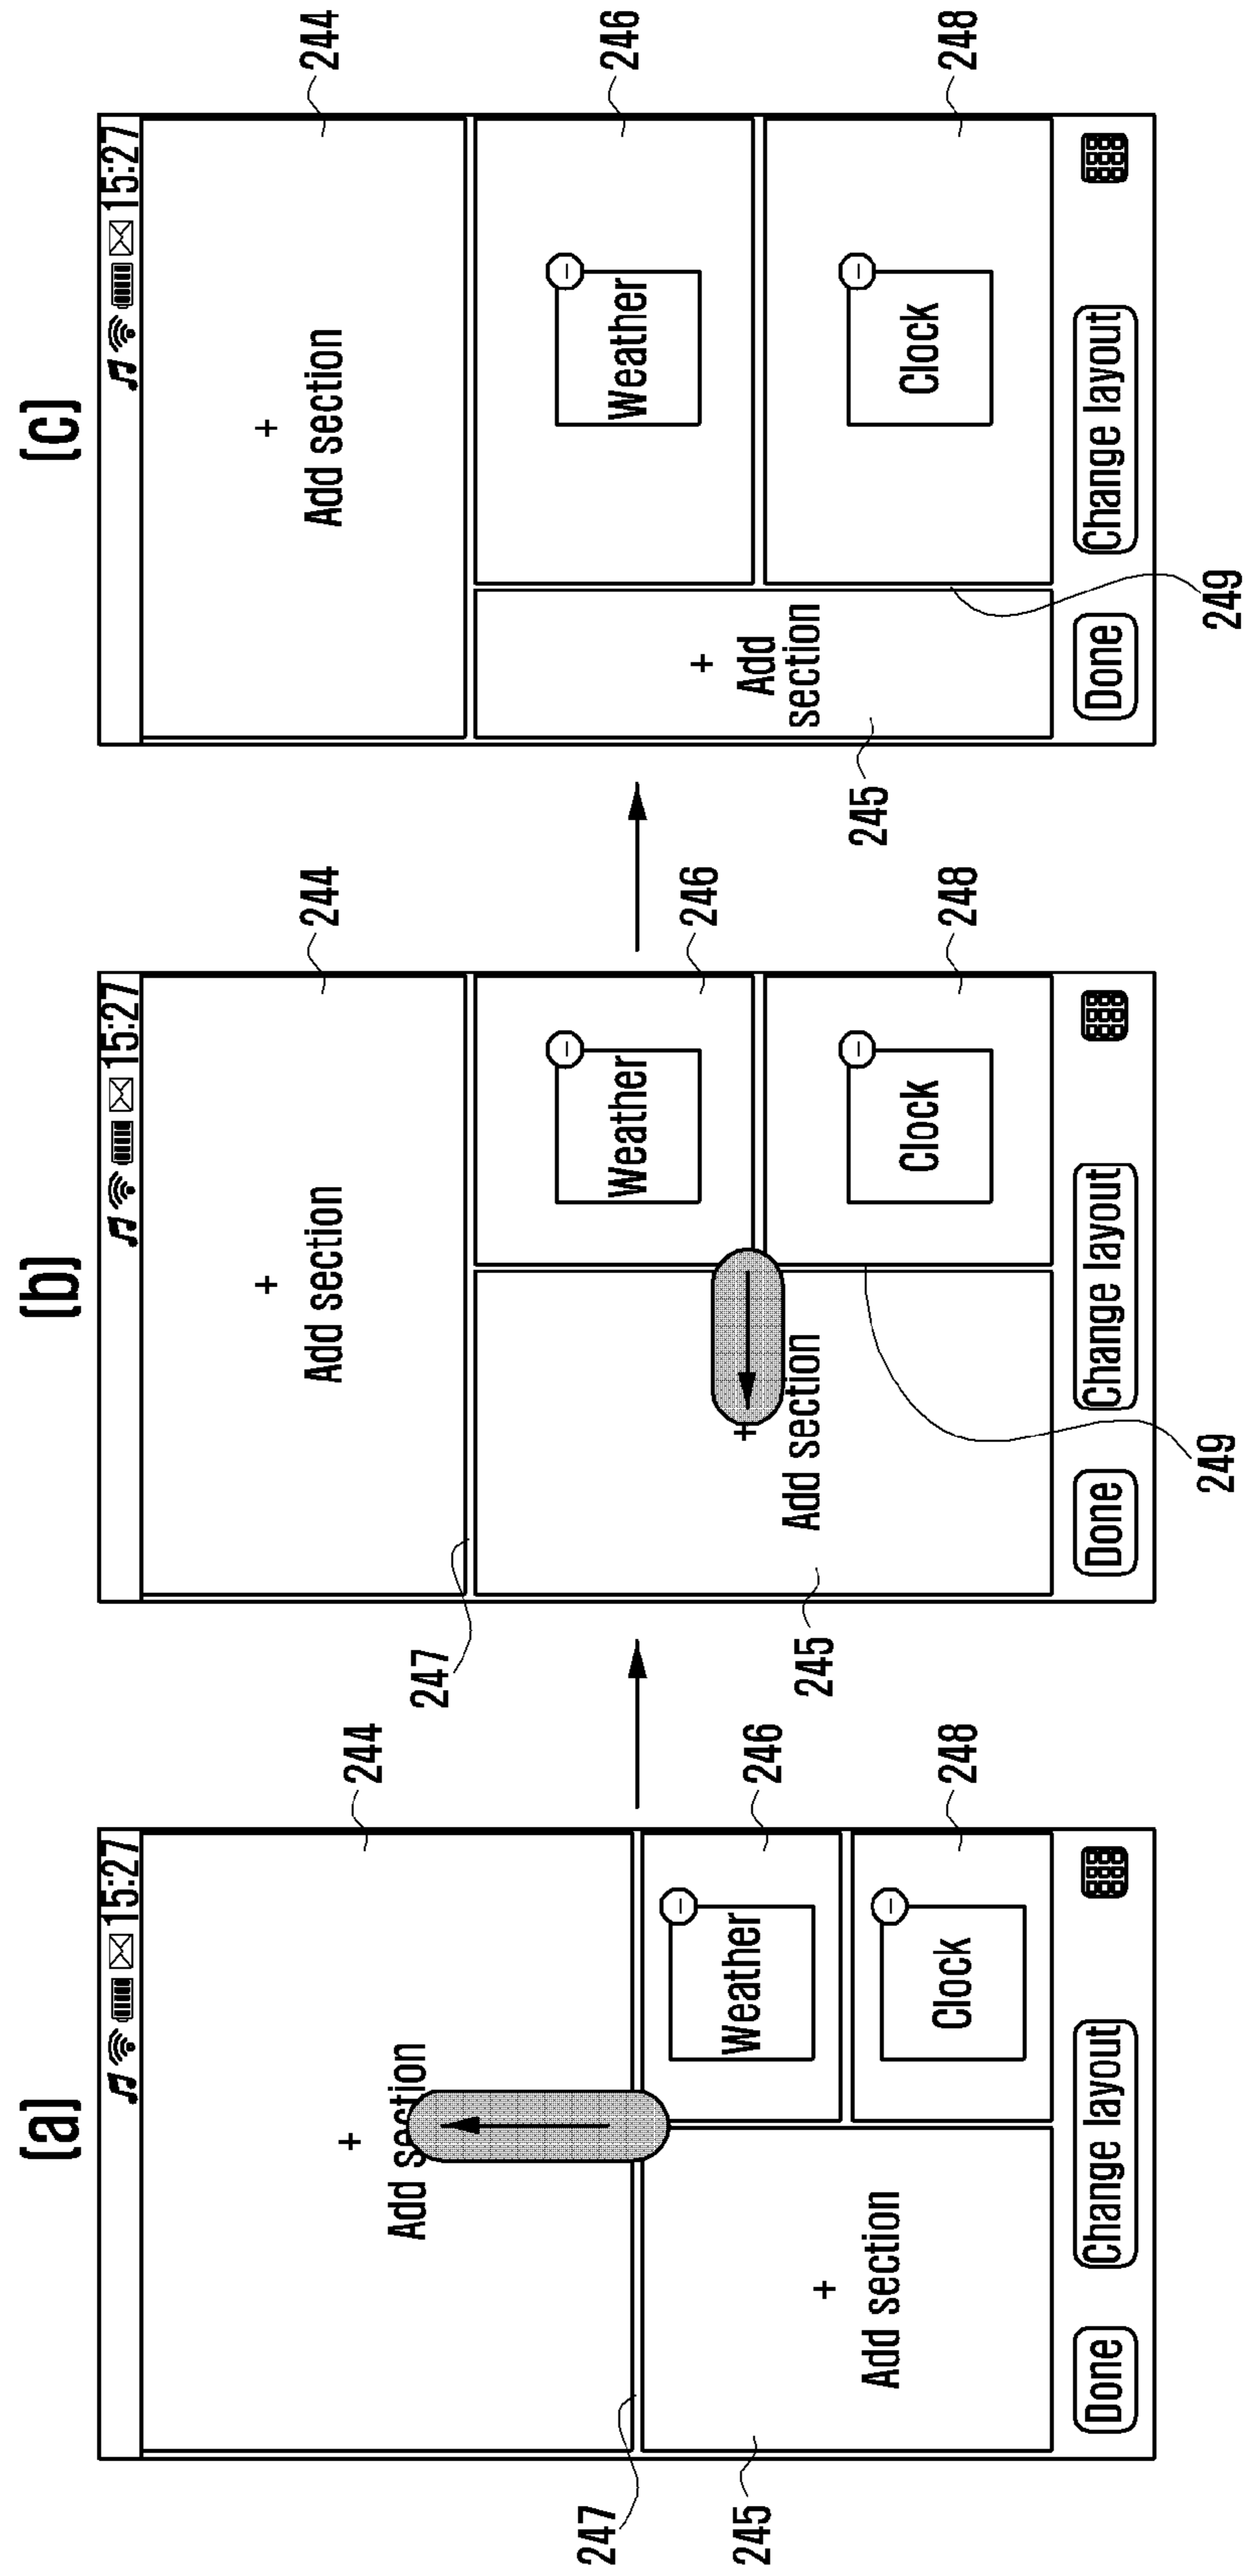 (a)
15:27
244
+
Add section
247
246
Weather
−
245
+
Add section
248
Clock
−
Done
Change layout
(b)
15:27
244
+
Add section
247
246
Weather
−
245
+
Add section
248
Clock
−
249
Done
Change layout
(c)
15:27
244
+
Add section
246
Weather
−
245
+
Add
section
248
Clock
−
249
Done
Change layout